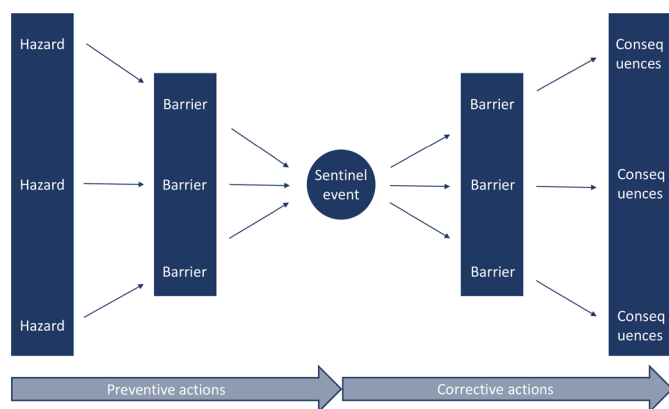 Hazard
Hazard
Hazard
Barrier
Barrier
Barrier
Sentinel
event
Barrier
Barrier
Barrier
Conseq
uences
Conseq
uences
Conseq
uences
Preventive actions
Corrective actions